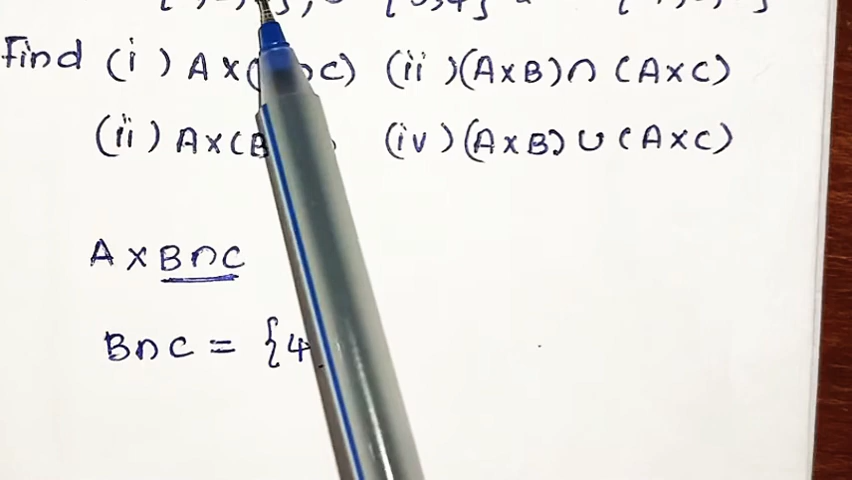 Find (i) A×( C) (ii)(A×B)∩(A×C)
(ii) A×(B (iv)(A×B)∪(A×C)
A×B∩C
B∩C = {4